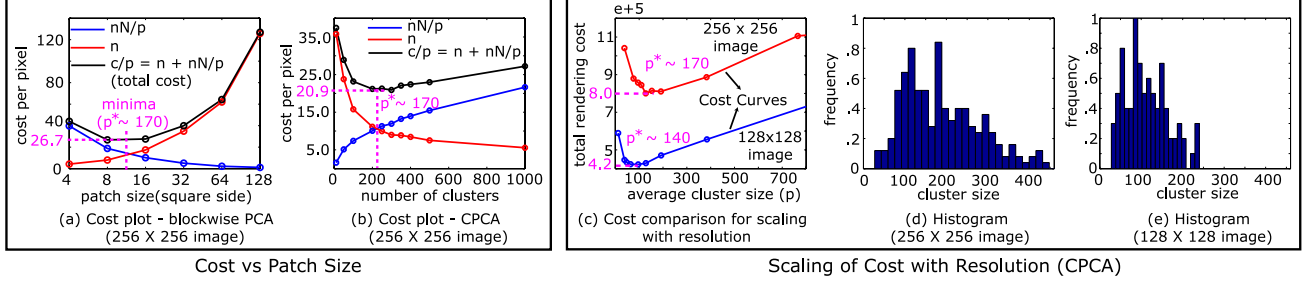 120
80
40
0
26.7
cost per pixel
nN/p
n
c/p = n + nN/p
(total cost)
minima
(p*~ 170)
4 8 16 32 64 128
patch size(square side)
(a) Cost plot - blockwise PCA
(256 X 256 image)
35.0
25.0
20.9
15.0
5.0
cost per pixel
nN/p
n
c/p = n + nN/p
p*~ 170
0 200 400 600 800 1000
number of clusters
(b) Cost plot - CPCA
(256 X 256 image)
Cost vs Patch Size
e+5
11
9
8.0
7
5
4.2
total rendering cost
256 x 256
image
p*~ 170
Cost Curves
p*~ 140
128x128
image
0 200 400 600 800
average cluster size (p)
(c) Cost comparison for scaling
with resolution
1
.8
.6
.4
.2
0
frequency
100 200 300 400
cluster size
(d) Histogram
(256 X 256 image)
1
.8
.6
.4
.2
0
frequency
100 200 300 400
cluster size
(e) Histogram
(128 X 128 image)
Scaling of Cost with Resolution (CPCA)